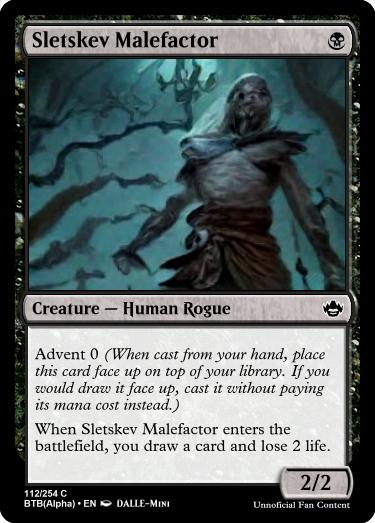 Sletskev Malefactor
Creature — Human Rogue
Advent 0 (When cast from your hand, place
this card face up on top of your library. If you
would draw it face up, cast it without paying
its mana cost instead.)
When Sletskev Malefactor enters the
battlefield, you draw a card and lose 2 life.
2/2
112/254 C
BTB(Alpha) • EN DALLE-Mini
Unnoficial Fan Content